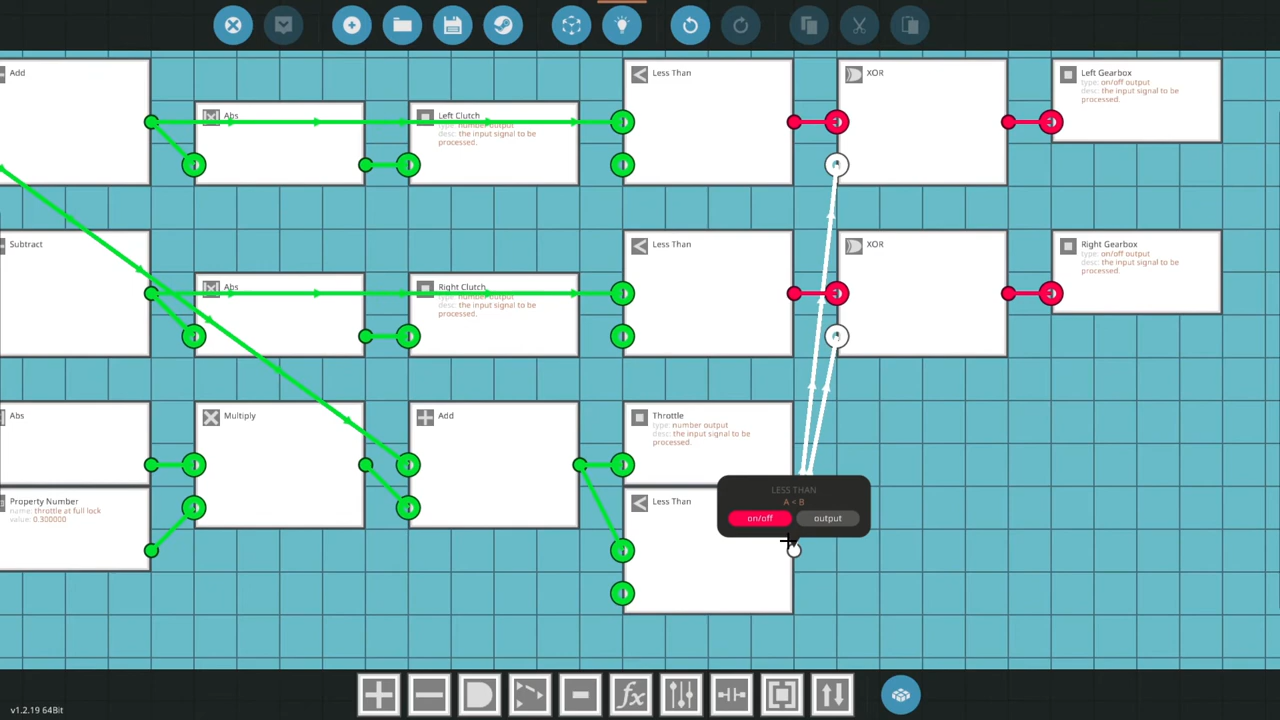 Add
Abs
Left Clutch
type: number output
desc: the input signal to be
processed.
Less Than
XOR
Left Gearbox
type: on/off output
desc: the input signal to be
processed.
Subtract
Abs
Right Clutch
type: number output
desc: the input signal to be
processed.
Less Than
XOR
Right Gearbox
type: on/off output
desc: the input signal to be
processed.
Abs
Multiply
Add
Throttle
type: number output
desc: the input signal to be
processed.
Property Number
name: throttle at full lock
value: 0.300000
Less Than
LESS THAN
A < B
on/off
output
fx
v1.2.19 64Bit